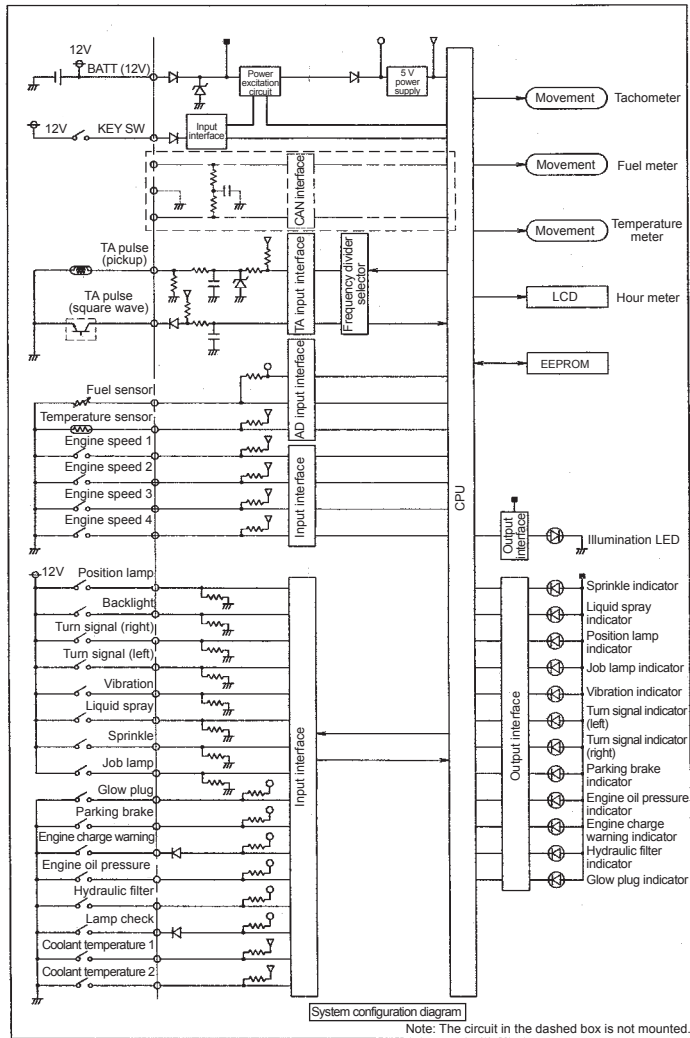 12V
BATT (12V)
Power
excitation
circuit
5 V
power
supply
12V
KEY SW
Input
interface
CAN interface
TA pulse
(pickup)
TA pulse
(square wave)
TA input interface
Frequency divider
selector
Fuel sensor
Temperature sensor
AD input interface
Engine speed 1
Engine speed 2
Engine speed 3
Engine speed 4
Input interface
12V
Position lamp
Backlight
Turn signal (right)
Turn signal (left)
Vibration
Liquid spray
Sprinkle
Job lamp
Glow plug
Parking brake
Engine charge warning
Engine oil pressure
Hydraulic filter
Lamp check
Coolant temperature 1
Coolant temperature 2
Input interface
CPU
Movement
Tachometer
Movement
Fuel meter
Movement
Temperature
meter
LCD
Hour meter
EEPROM
Output
interface
Illumination LED
Output interface
Sprinkle indicator
Liquid spray
indicator
Position lamp
indicator
Job lamp indicator
Vibration indicator
Turn signal indicator
(left)
Turn signal indicator
(right)
Parking brake
indicator
Engine oil pressure
indicator
Engine charge
warning indicator
Hydraulic filter
indicator
Glow plug indicator
System configuration diagram
Note: The circuit in the dashed box is not mounted.